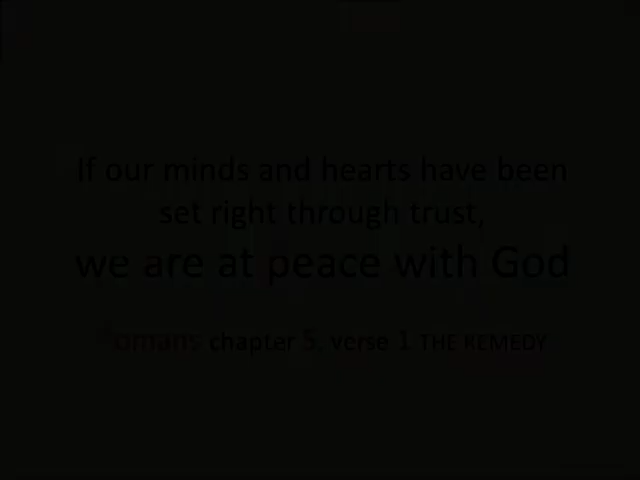 If our minds and hearts have been
set right through trust,
we are at peace with God
Romans chapter 5, verse 1 THE REMEDY